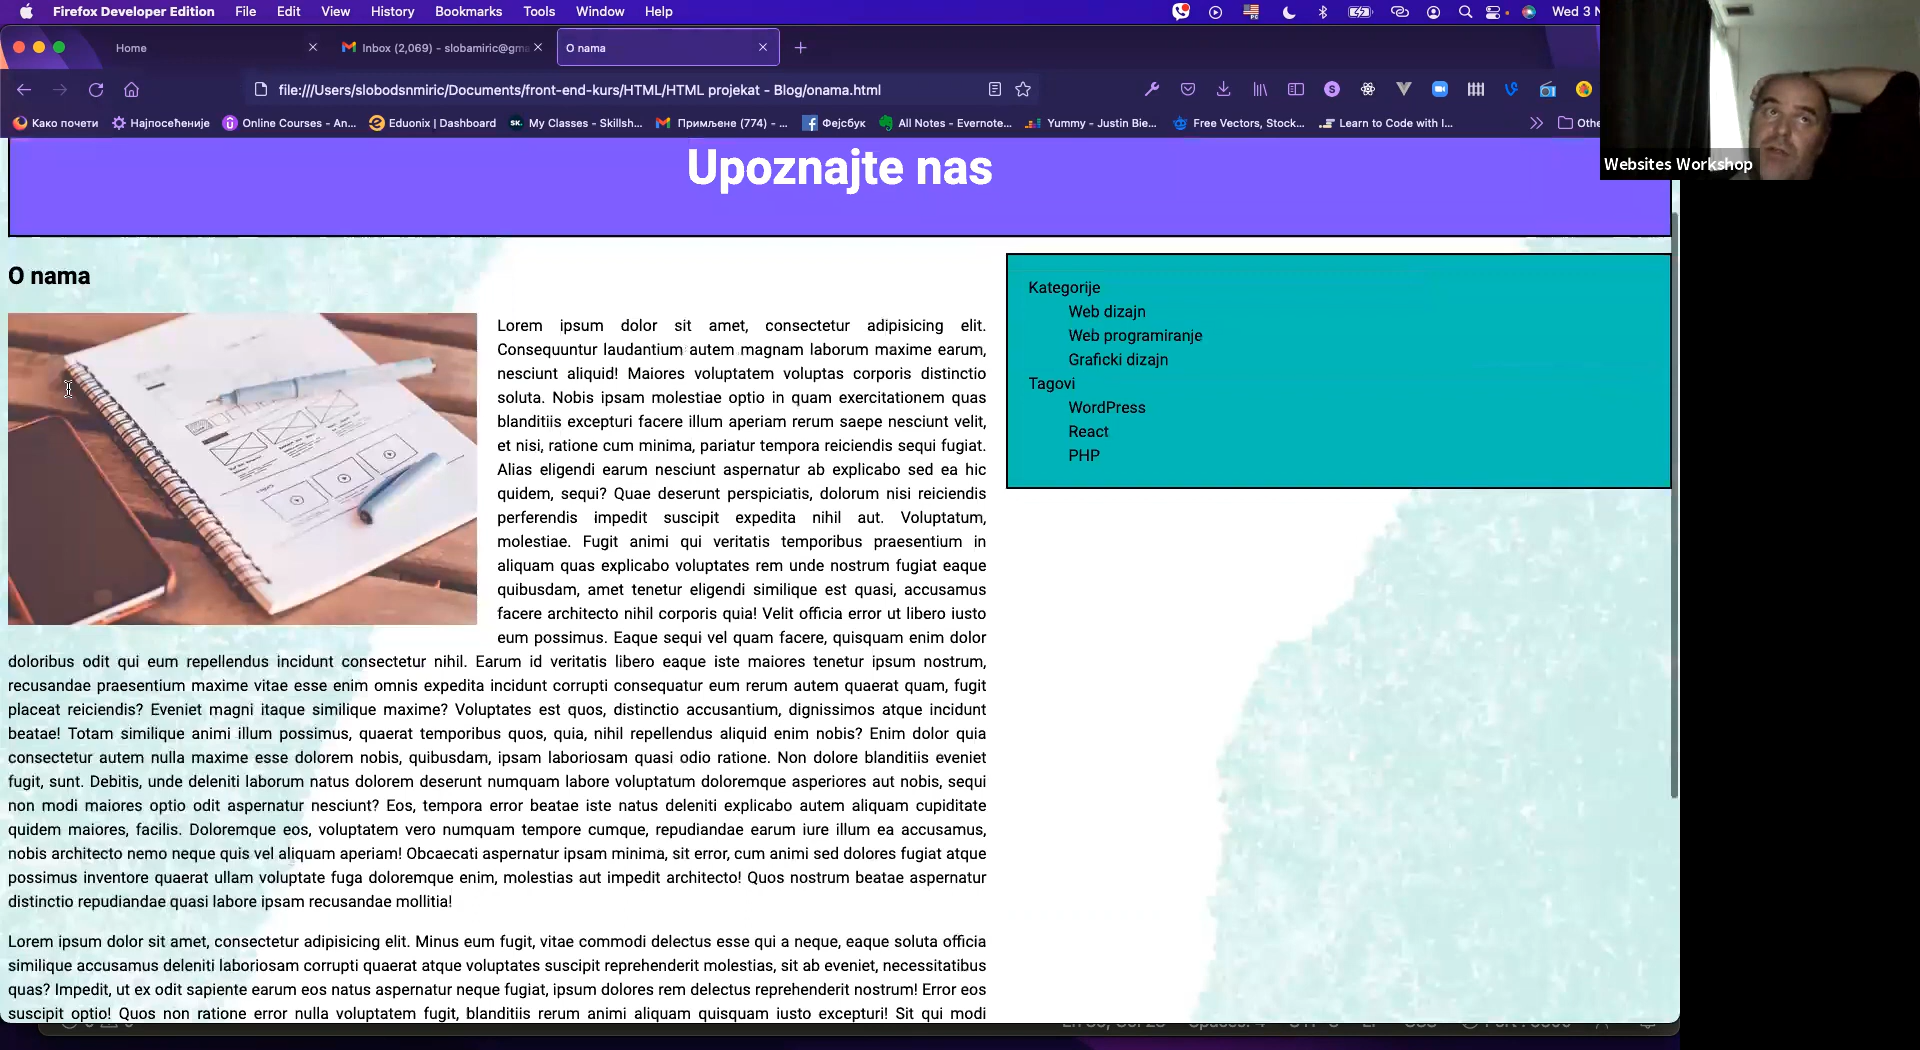 Firefox Developer Edition File Edit View History Bookmarks Tools Window Help Wed 3 N
Home Inbox (2,069) - slobamiric@gma O nama
file:///Users/slobodsnmiric/Documents/front-end-kurs/HTML/HTML projekat - Blog/onama.html
Како почети Најпосећеније Online Courses - An... Eduonix | Dashboard My Classes - Skillsh... Примљене (774) - ... Фејсбук All Notes - Evernote... Yummy - Justin Bie... Free Vectors, Stock... Learn to Code with I... Othe
Websites Workshop
Upoznajte nas
O nama
Lorem ipsum dolor sit amet, consectetur adipisicing elit.
Consequuntur laudantium autem magnam laborum maxime earum,
nesciunt aliquid! Maiores voluptatem voluptas corporis distinctio
soluta. Nobis ipsam molestiae optio in quam exercitationem quas
blanditiis excepturi facere illum aperiam rerum saepe nesciunt velit,
et nisi, ratione cum minima, pariatur tempora reiciendis sequi fugiat.
Alias eligendi earum nesciunt aspernatur ab explicabo sed ea hic
quidem, sequi? Quae deserunt perspiciatis, dolorum nisi reiciendis
perferendis impedit suscipit expedita nihil aut. Voluptatum,
molestiae. Fugit animi qui veritatis temporibus praesentium in
aliquam quas explicabo voluptates rem unde nostrum fugiat eaque
quibusdam, amet tenetur eligendi similique est quasi, accusamus
facere architecto nihil corporis quia! Velit officia error ut libero iusto
eum possimus. Eaque sequi vel quam facere, quisquam enim dolor
doloribus odit qui eum repellendus incidunt consectetur nihil. Earum id veritatis libero eaque iste maiores tenetur ipsum nostrum,
recusandae praesentium maxime vitae esse enim omnis expedita incidunt corrupti consequatur eum rerum autem quaerat quam, fugit
placeat reiciendis? Eveniet magni itaque similique maxime? Voluptates est quos, distinctio accusantium, dignissimos atque incidunt
beatae! Totam similique animi illum possimus, quaerat temporibus quos, quia, nihil repellendus aliquid enim nobis? Enim dolor quia
consectetur autem nulla maxime esse dolorem nobis, quibusdam, ipsam laboriosam quasi odio ratione. Non dolore blanditiis eveniet
fugit, sunt. Debitis, unde deleniti laborum natus dolorem deserunt numquam labore voluptatum doloremque asperiores aut nobis, sequi
non modi maiores optio odit aspernatur nesciunt? Eos, tempora error beatae iste natus deleniti explicabo autem aliquam cupiditate
quidem maiores, facilis. Doloremque eos, voluptatem vero numquam tempore cumque, repudiandae earum iure illum ea accusamus,
nobis architecto nemo neque quis vel aliquam aperiam! Obcaecati aspernatur ipsam minima, sit error, cum animi sed dolores fugiat atque
possimus inventore quaerat ullam voluptate fuga doloremque enim, molestias aut impedit architecto! Quos nostrum beatae aspernatur
distinctio repudiandae quasi labore ipsam recusandae mollitia!
Lorem ipsum dolor sit amet, consectetur adipisicing elit. Minus eum fugit, vitae commodi delectus esse qui a neque, eaque soluta officia
similique accusamus deleniti laboriosam corrupti quaerat atque voluptates suscipit reprehenderit molestias, sit ab eveniet, necessitatibus
quas? Impedit, ut ex odit sapiente earum eos natus aspernatur neque fugiat, ipsum dolores rem delectus reprehenderit nostrum! Error eos
suscipit optio! Quos non ratione error nulla voluptatem fugit, blanditiis rerum animi aliquam quisquam iusto excepturi! Sit qui modi
Kategorije
Web dizajn
Web programiranje
Graficki dizajn
Tagovi
WordPress
React
PHP